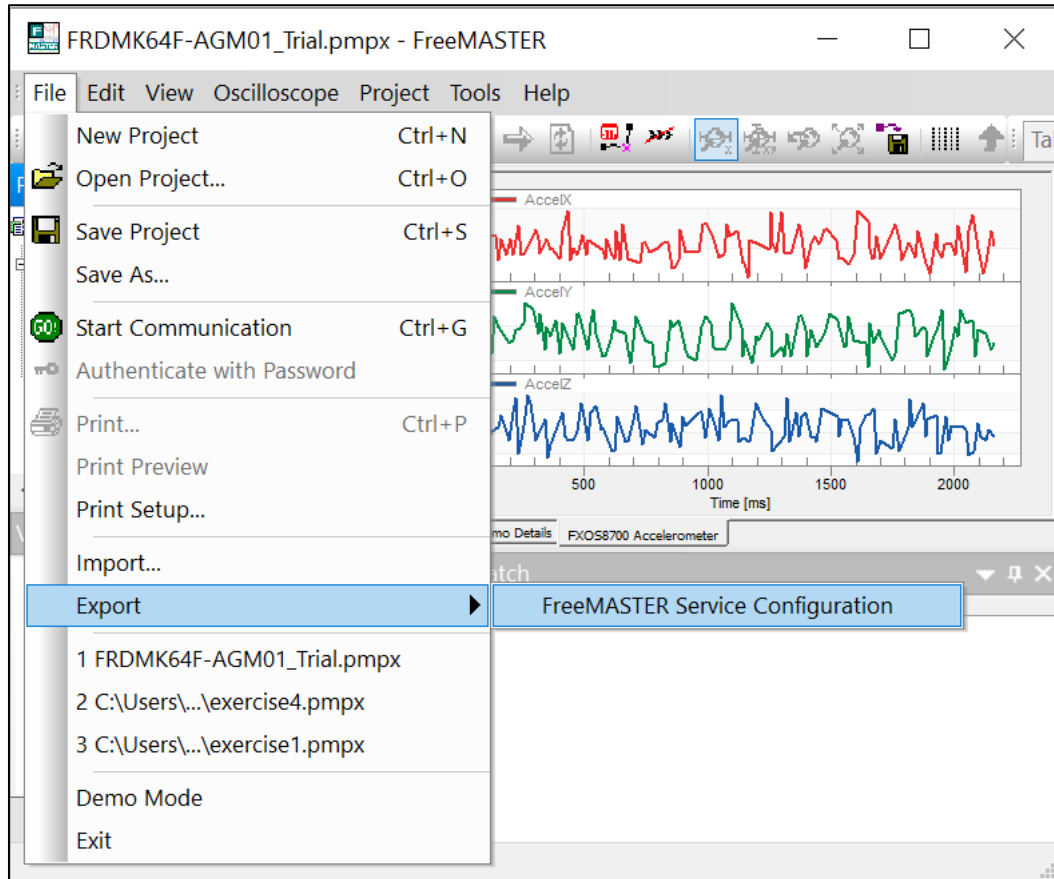 FRDMK64F-AGM01_Trial.pmpx - FreeMASTER
File Edit View Oscilloscope Project Tools Help
New Project Ctrl+N
Open Project... Ctrl+O
Save Project Ctrl+S
Save As...
GO! Start Communication Ctrl+G
Authenticate with Password
Print... Ctrl+P
Print Preview
Print Setup...
Import...
Export
FreeMASTER Service Configuration
1 FRDMK64F-AGM01_Trial.pmpx
2 C:\Users\...\exercise4.pmpx
3 C:\Users\...\exercise1.pmpx
Demo Mode
Exit
Ta
AccelX
AccelY
AccelZ
500 1000 1500 2000
Time [ms]
mo Details FXOS8700 Accelerometer
atch